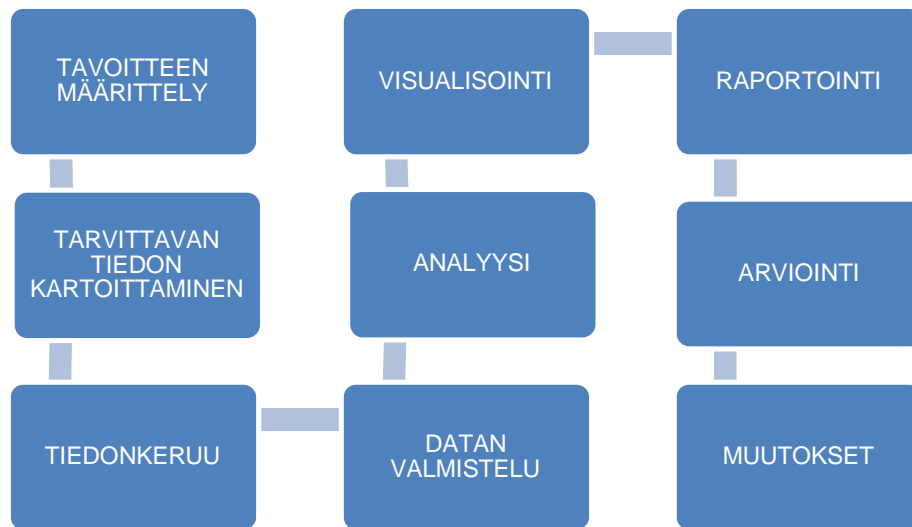 TAVOITTEEN
MÄÄRITTELY
TARVITTAVAN
TIEDON
KARTOITTAMINEN
TIEDONKERUU
DATAN
VALMISTELU
ANALYYSI
VISUALISOINTI
RAPORTOINTI
ARVIOINTI
MUUTOKSET